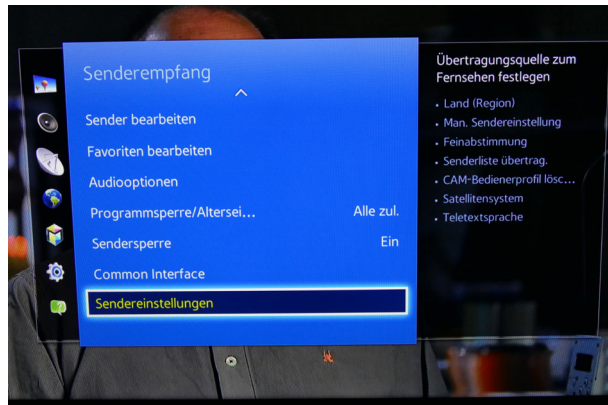 Senderempfang
Sender bearbeiten
Favoriten bearbeiten
Audiooptionen
Programmsperre/Altersei... Alle zul.
Sendersperre Ein
Common Interface
Sendereinstellungen
Übertragungsquelle zum
Fernsehen festlegen
• Land (Region)
• Man. Sendereinstellung
• Feinabstimmung
• Senderliste übertrag.
• CAM-Bedienerprofil lösc...
• Satellitensystem
• Teletextsprache